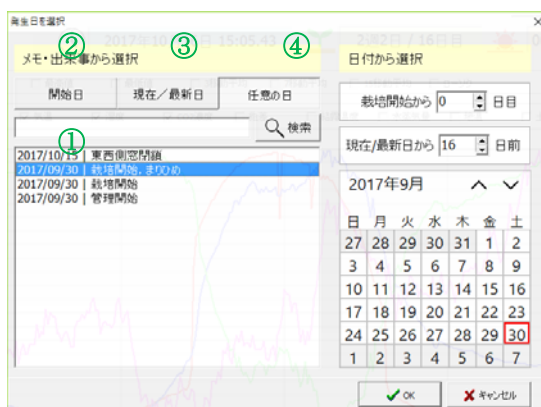 発生日を選択
②
③
④
メモ・出来事から選択
日付から選択
開始日
現在／最新日
任意の日
検索
栽培開始から 0 日目
①
現在/最新日から 16 日前
2017/10/15 | 東西側窓閉鎖
2017/09/30 | 栽培開始, まりひめ
2017/09/30 | 栽培開始
2017/09/30 | 管理開始
2017年9月
日 月 火 水 木 金 土
27 28 29 30 31 1 2
3 4 5 6 7 8 9
10 11 12 13 14 15 16
17 18 19 20 21 22 23
24 25 26 27 28 29 30
1 2 3 4 5 6 7
OK
キャンセル